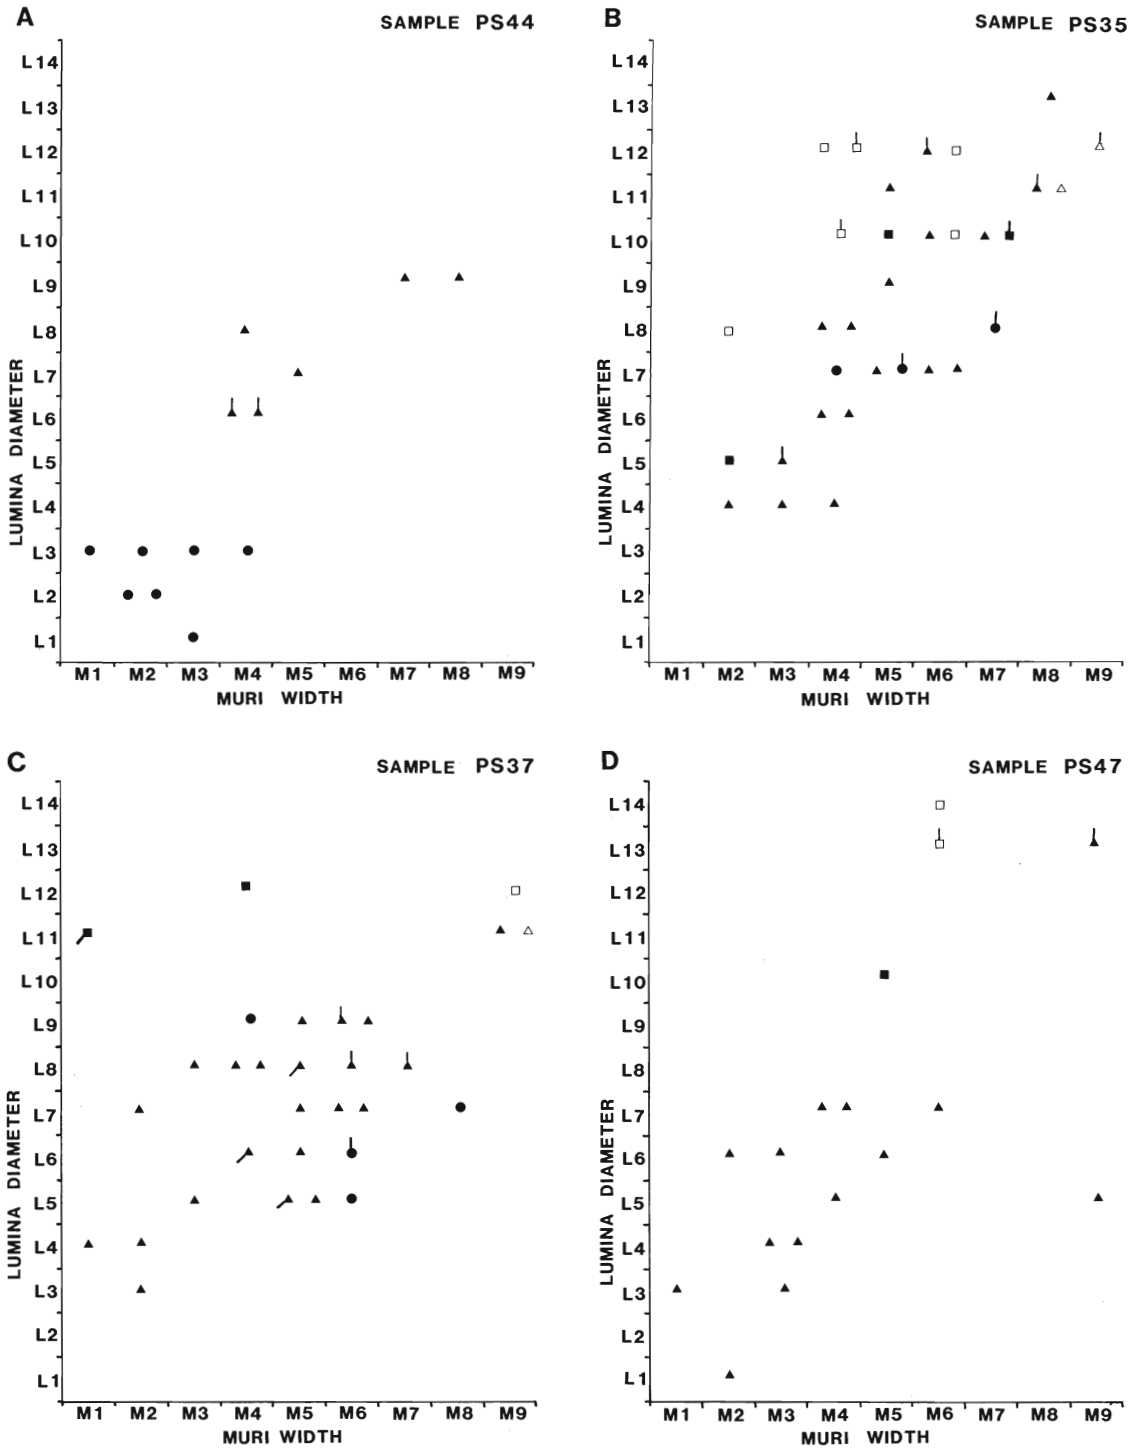 A
SAMPLE PS44
L14
L13
L12
L11
L10
L9
L8
L7
L6
L5
L4
L3
L2
L1
LUMINA DIAMETER
M1 M2 M3 M4 M5 M6 M7 M8 M9
MURI WIDTH
B
SAMPLE PS35
L14
L13
L12
L11
L10
L9
L8
L7
L6
L5
L4
L3
L2
L1
LUMINA DIAMETER
M1 M2 M3 M4 M5 M6 M7 M8 M9
MURI WIDTH
C
SAMPLE PS37
L14
L13
L12
L11
L10
L9
L8
L7
L6
L5
L4
L3
L2
L1
LUMINA DIAMETER
M1 M2 M3 M4 M5 M6 M7 M8 M9
MURI WIDTH
D
SAMPLE PS47
L14
L13
L12
L11
L10
L9
L8
L7
L6
L5
L4
L3
L2
L1
LUMINA DIAMETER
M1 M2 M3 M4 M5 M6 M7 M8 M9
MURI WIDTH